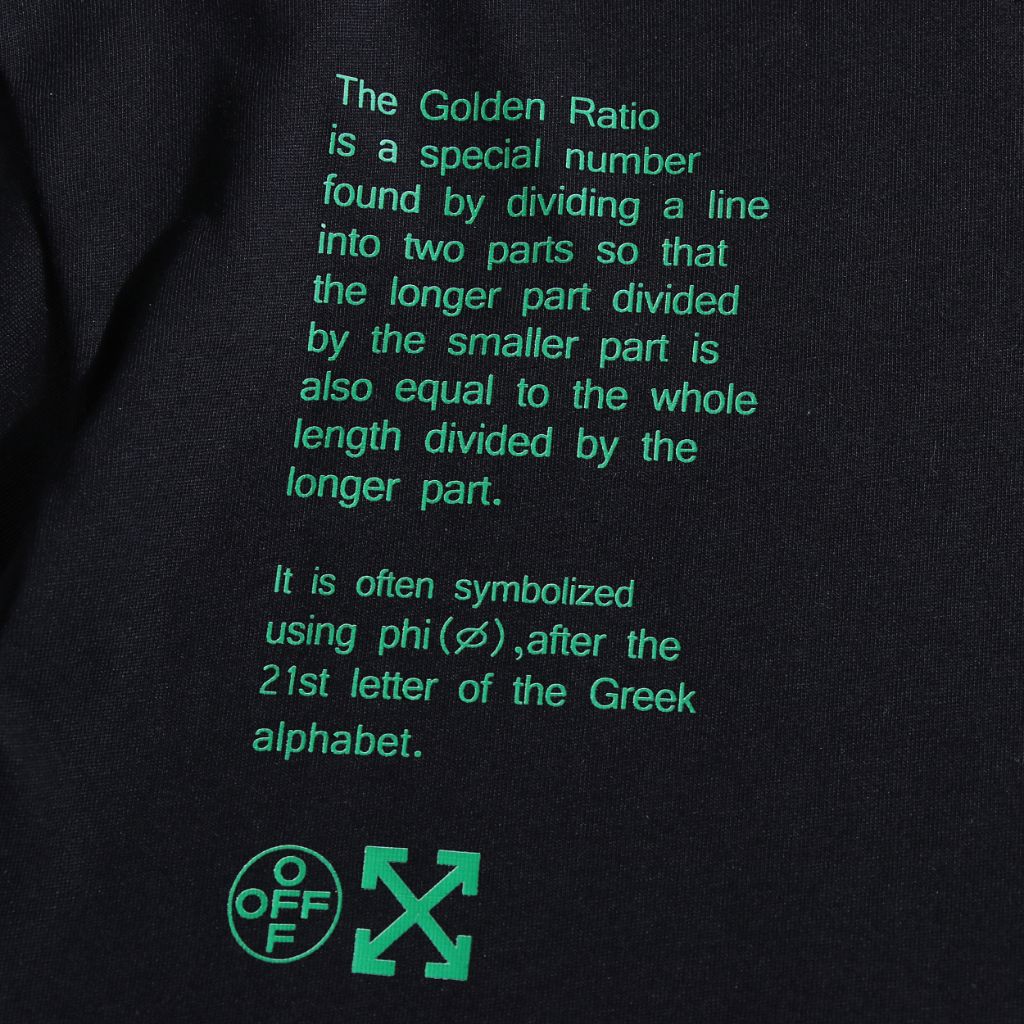 The Golden Ratio
is a special number
found by dividing a line
into two parts so that
the longer part divided
by the smaller part is
also equal to the whole
length divided by the
longer part.
It is often symbolized
using phi(Ø),after the
21st letter of the Greek
alphabet.
O
OFF
F